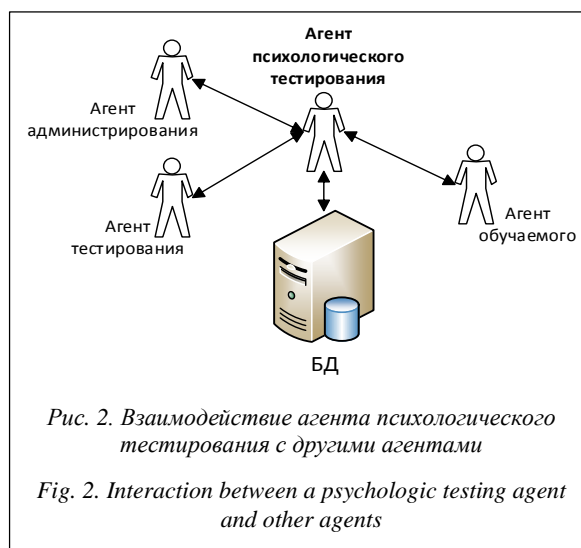 Агент
психологического
тестирования
Агент
администрирования
Агент
тестирования
Агент
обучаемого
БД
Рис. 2. Взаимодействие агента психологического
тестирования с другими агентами
Fig. 2. Interaction between a psychologic testing agent
and other agents